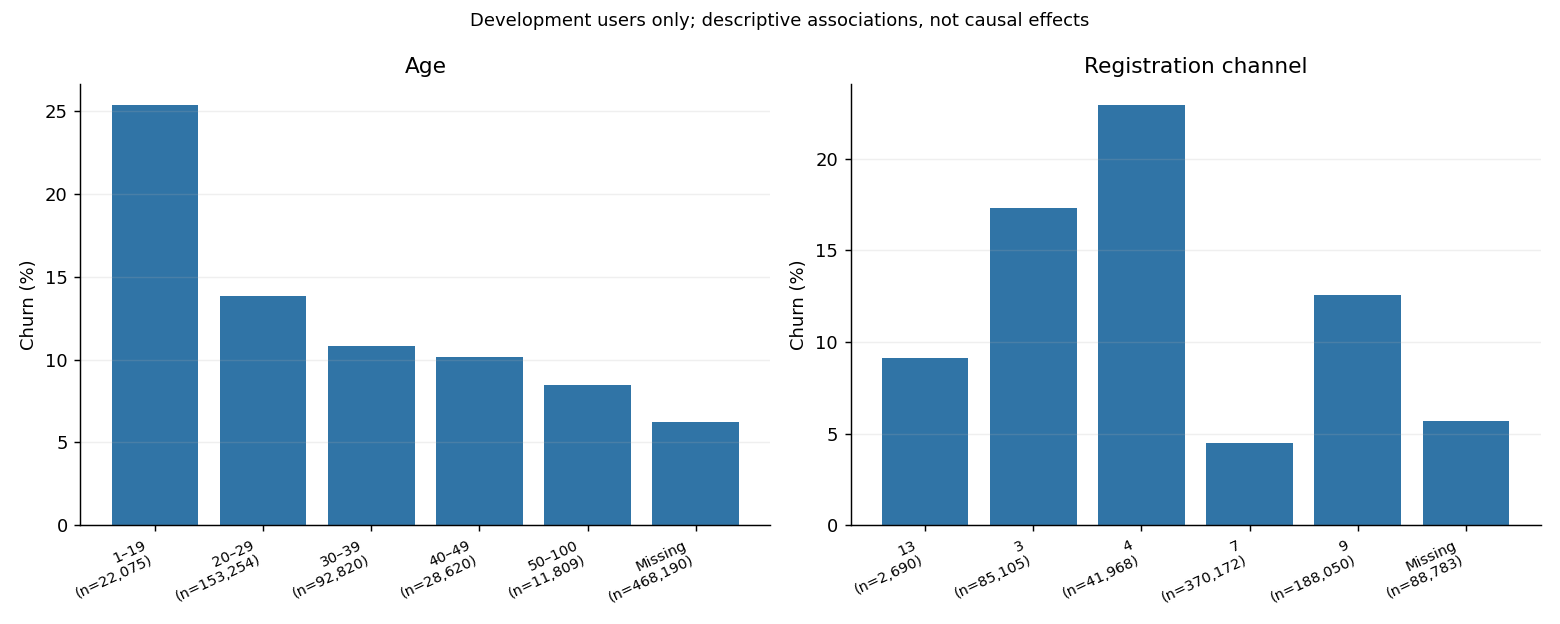 Development users only; descriptive associations, not causal effects
Age
Churn (%)
25
20
15
10
5
0
1–19
(n=22,075)
20–29
(n=153,254)
30–39
(n=92,820)
40–49
(n=28,620)
50–100
(n=11,809)
Missing
(n=468,190)
Registration channel
Churn (%)
20
15
10
5
0
13
(n=2,690)
3
(n=85,105)
4
(n=41,968)
7
(n=370,172)
9
(n=188,050)
Missing
(n=88,783)